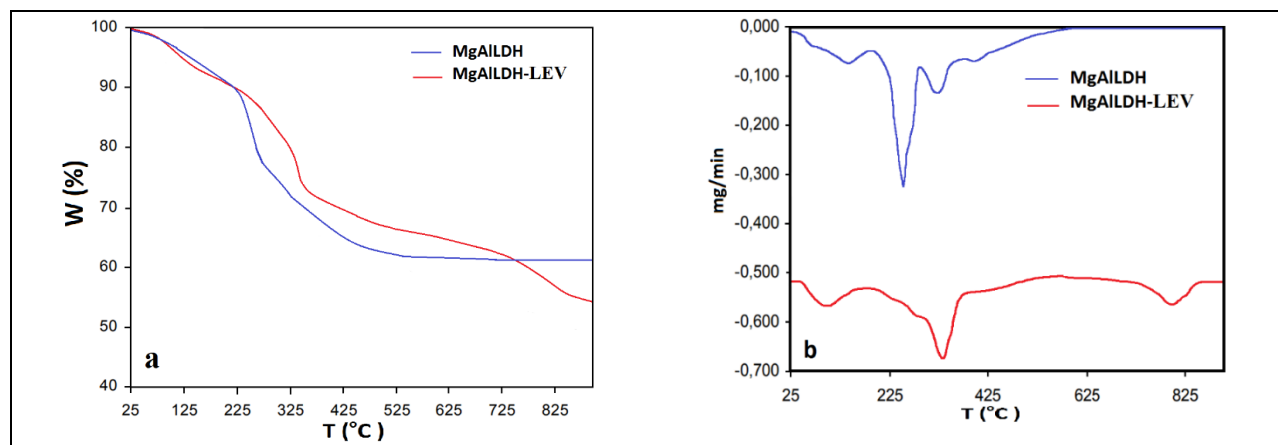 100
90
80
70
60
50
40
W (%)
MgAlLDH
MgAlLDH-LEV
a
25 125 225 325 425 525 625 725 825
T (°C )
0,000
-0,100
-0,200
-0,300
-0,400
-0,500
-0,600
-0,700
mg/min
MgAlLDH
MgAlLDH-LEV
b
25 225 425 625 825
T (°C )